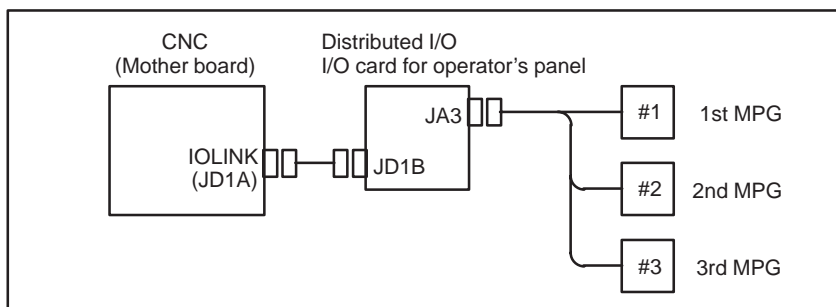 CNC
(Mother board)
Distributed I/O
I/O card for operator's panel
IOLINK
(JD1A)
JD1B
JA3
#1
1st MPG
#2
2nd MPG
#3
3rd MPG